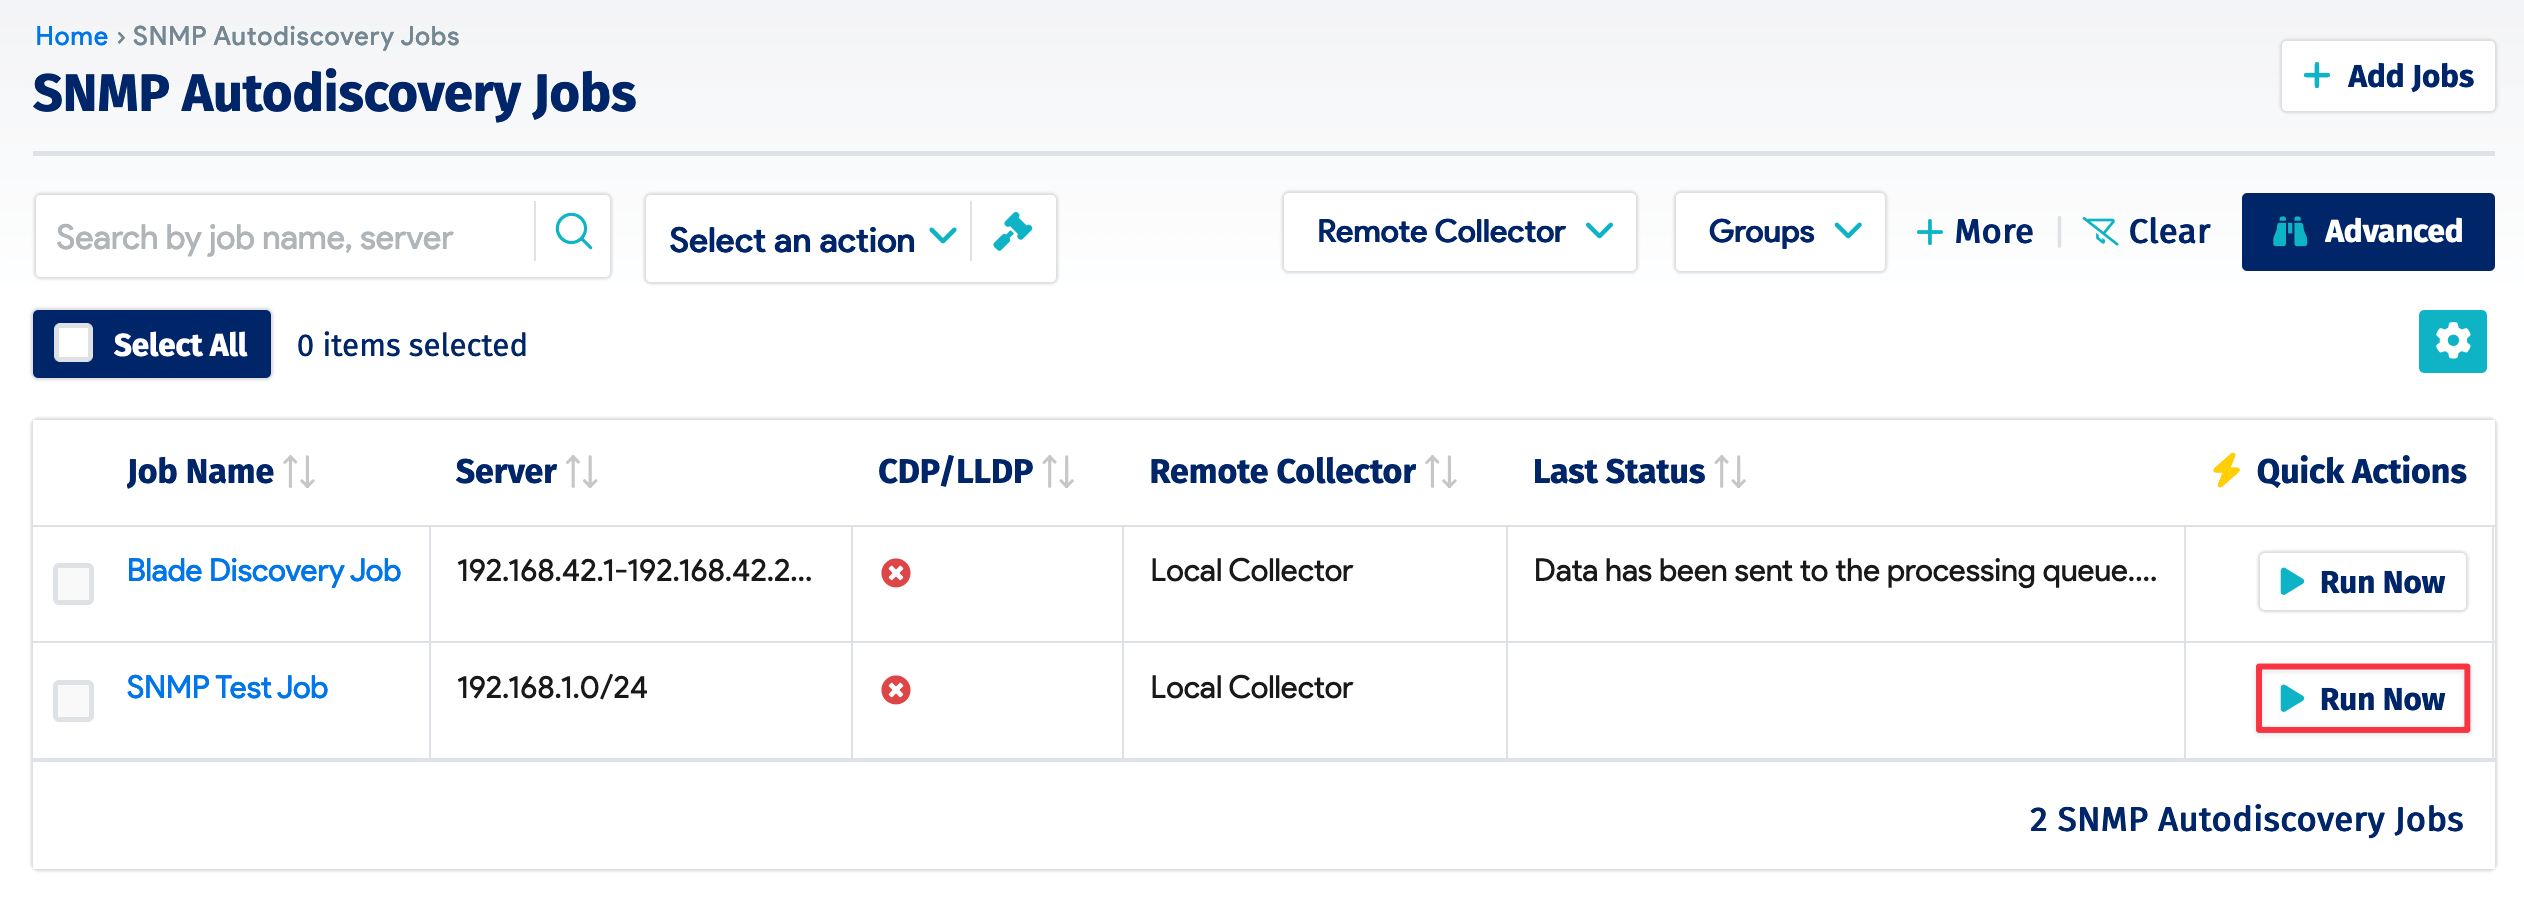 Home › SNMP Autodiscovery Jobs
SNMP Autodiscovery Jobs
+ Add Jobs
Search by job name, server
Select an action
Remote Collector
Groups
+ More
Clear
Advanced
Select All
0 items selected
Job Name Server CDP/LLDP Remote Collector Last Status Quick Actions
Blade Discovery Job 192.168.42.1-192.168.42.2... Local Collector Data has been sent to the processing queue.... Run Now
SNMP Test Job 192.168.1.0/24 Local Collector Run Now
2 SNMP Autodiscovery Jobs